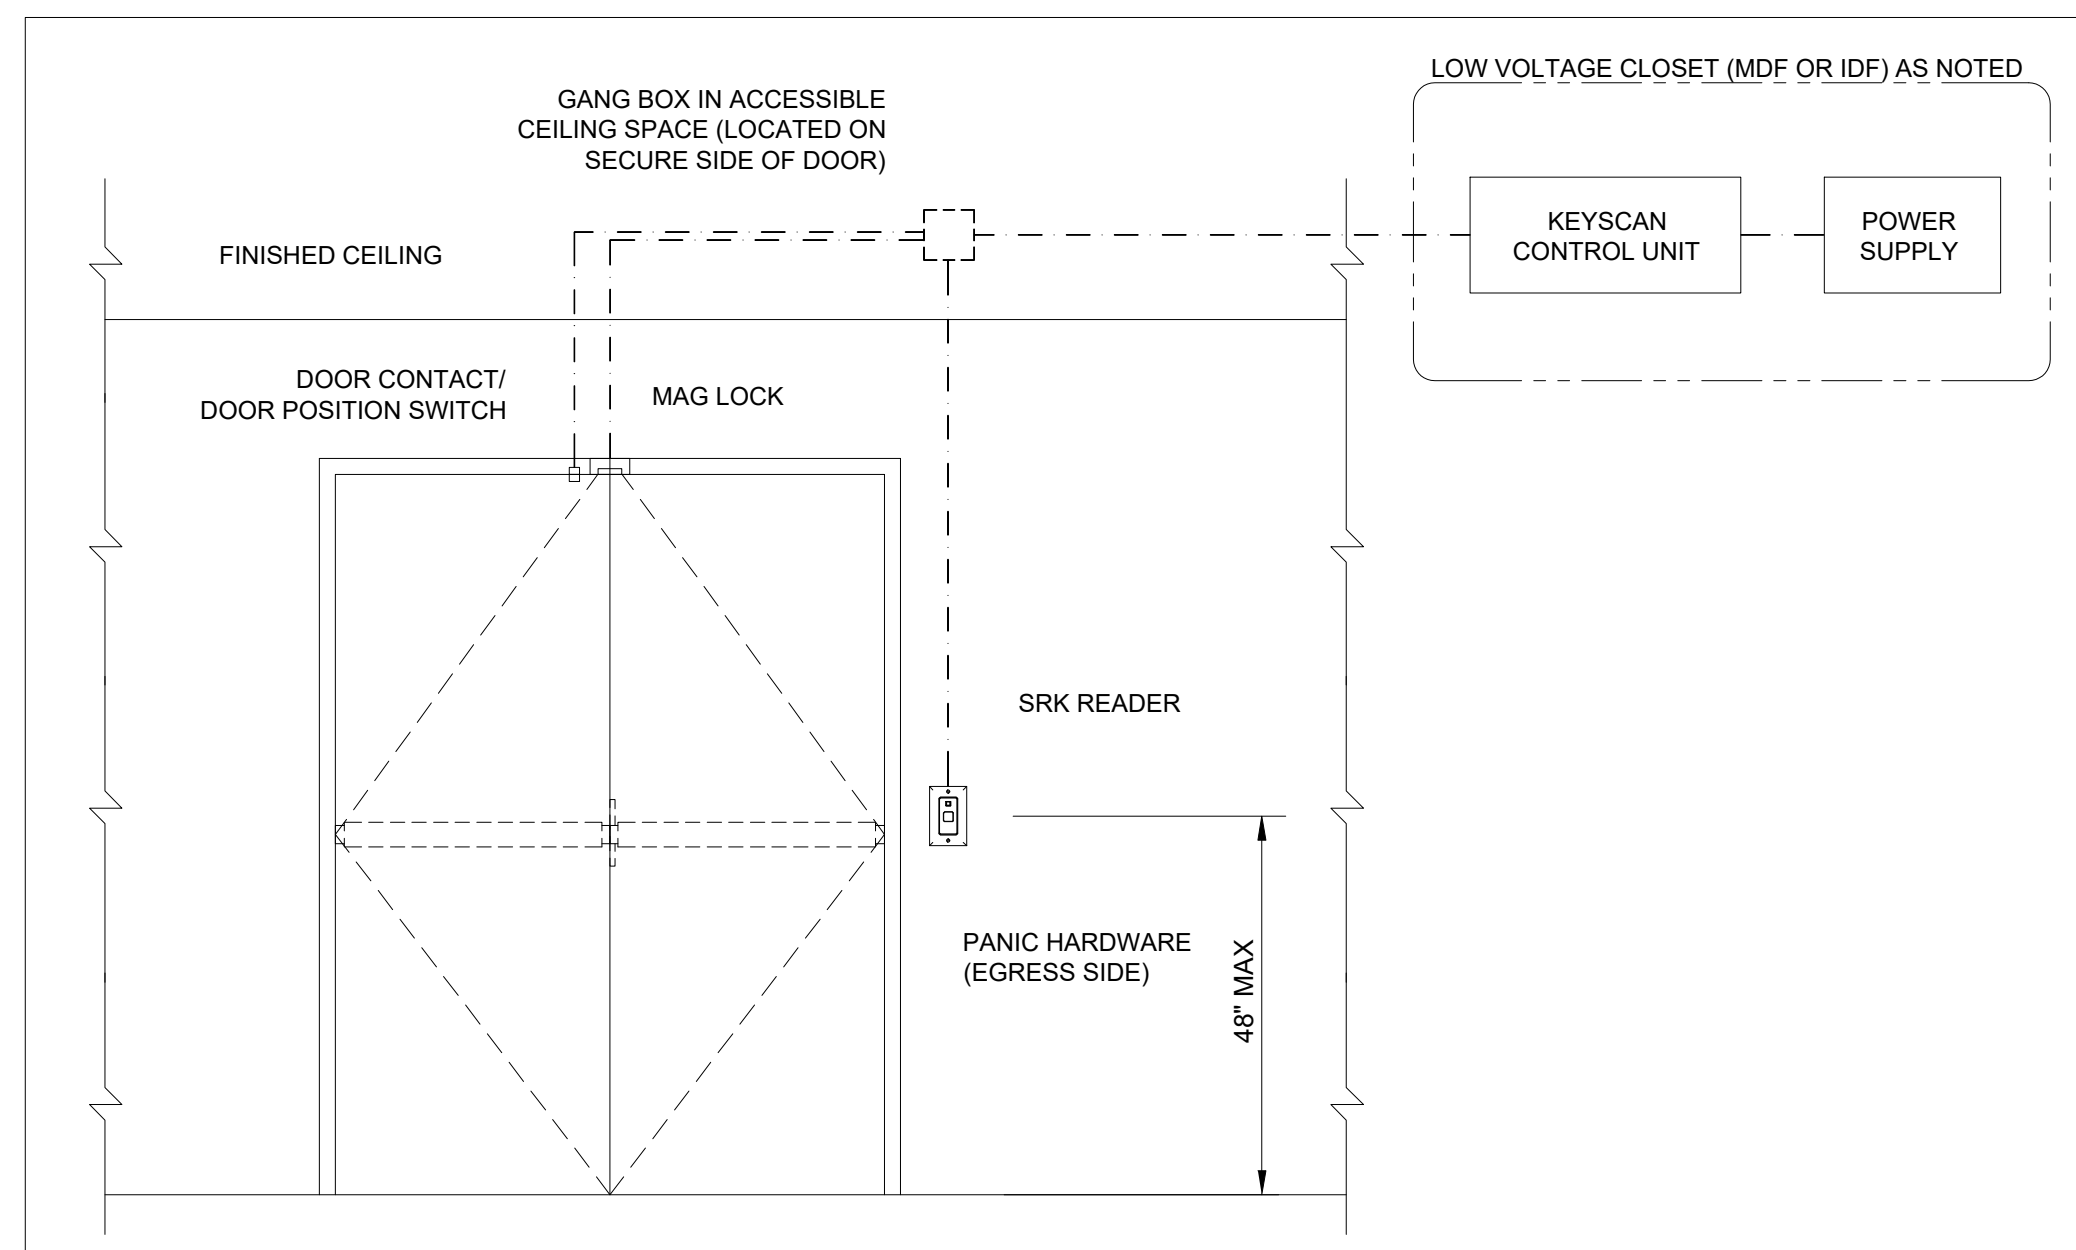 LOW VOLTAGE CLOSET (MDF OR IDF) AS NOTED
GANG BOX IN ACCESSIBLE
CEILING SPACE (LOCATED ON
SECURE SIDE OF DOOR)
KEYSCAN
CONTROL UNIT
POWER
SUPPLY
FINISHED CEILING
DOOR CONTACT/
DOOR POSITION SWITCH
MAG LOCK
SRK READER
PANIC HARDWARE
(EGRESS SIDE)
48" MAX